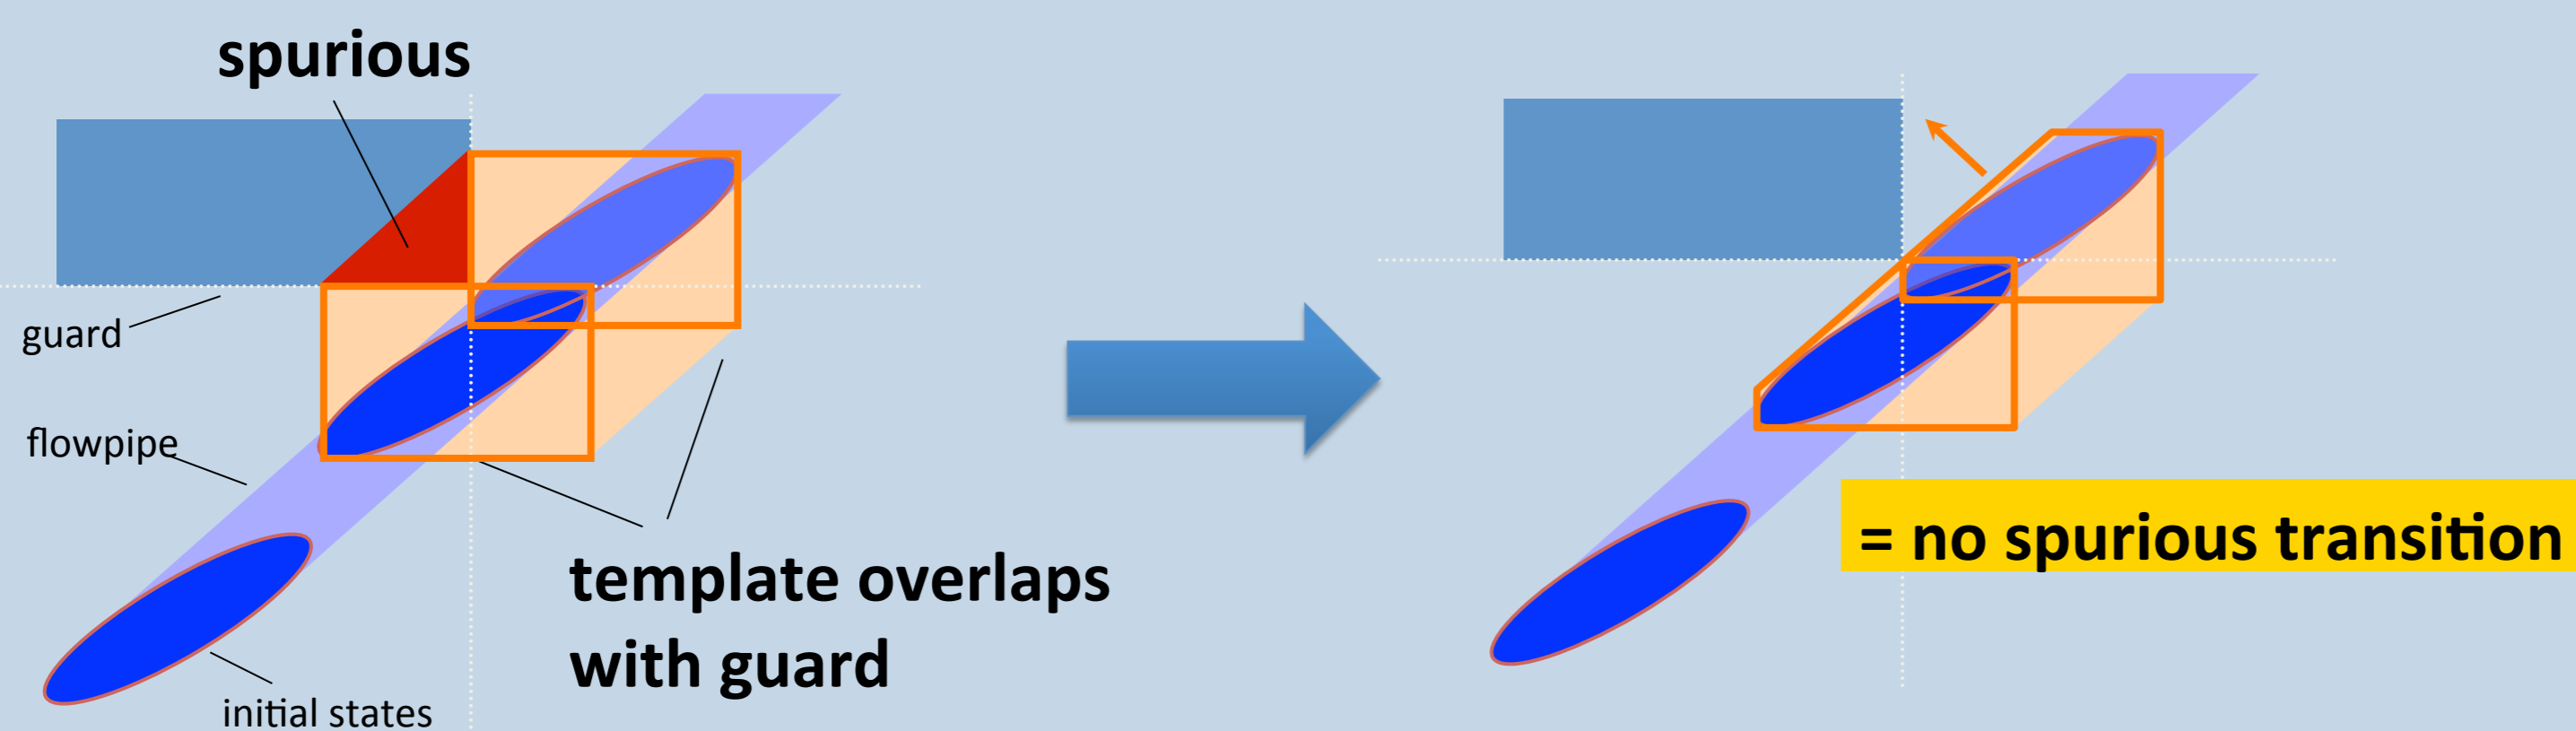 spurious
guard
flowpipe
initial states
template overlaps
with guard
= no spurious transition